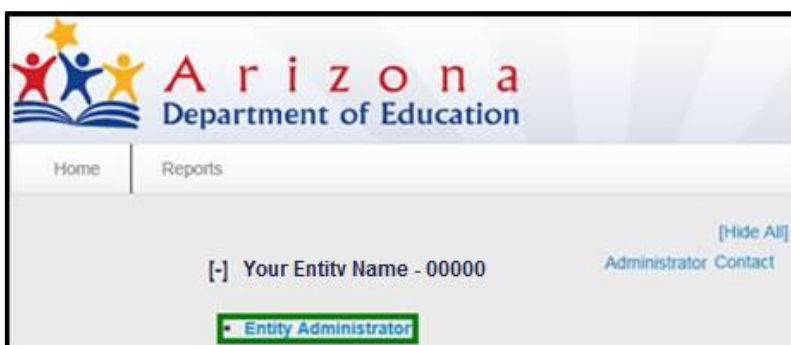 Arizona
Department of Education
Home Reports
[Hide All]
[-] Your Entity Name - 00000 Administrator Contact
• Entity Administrator